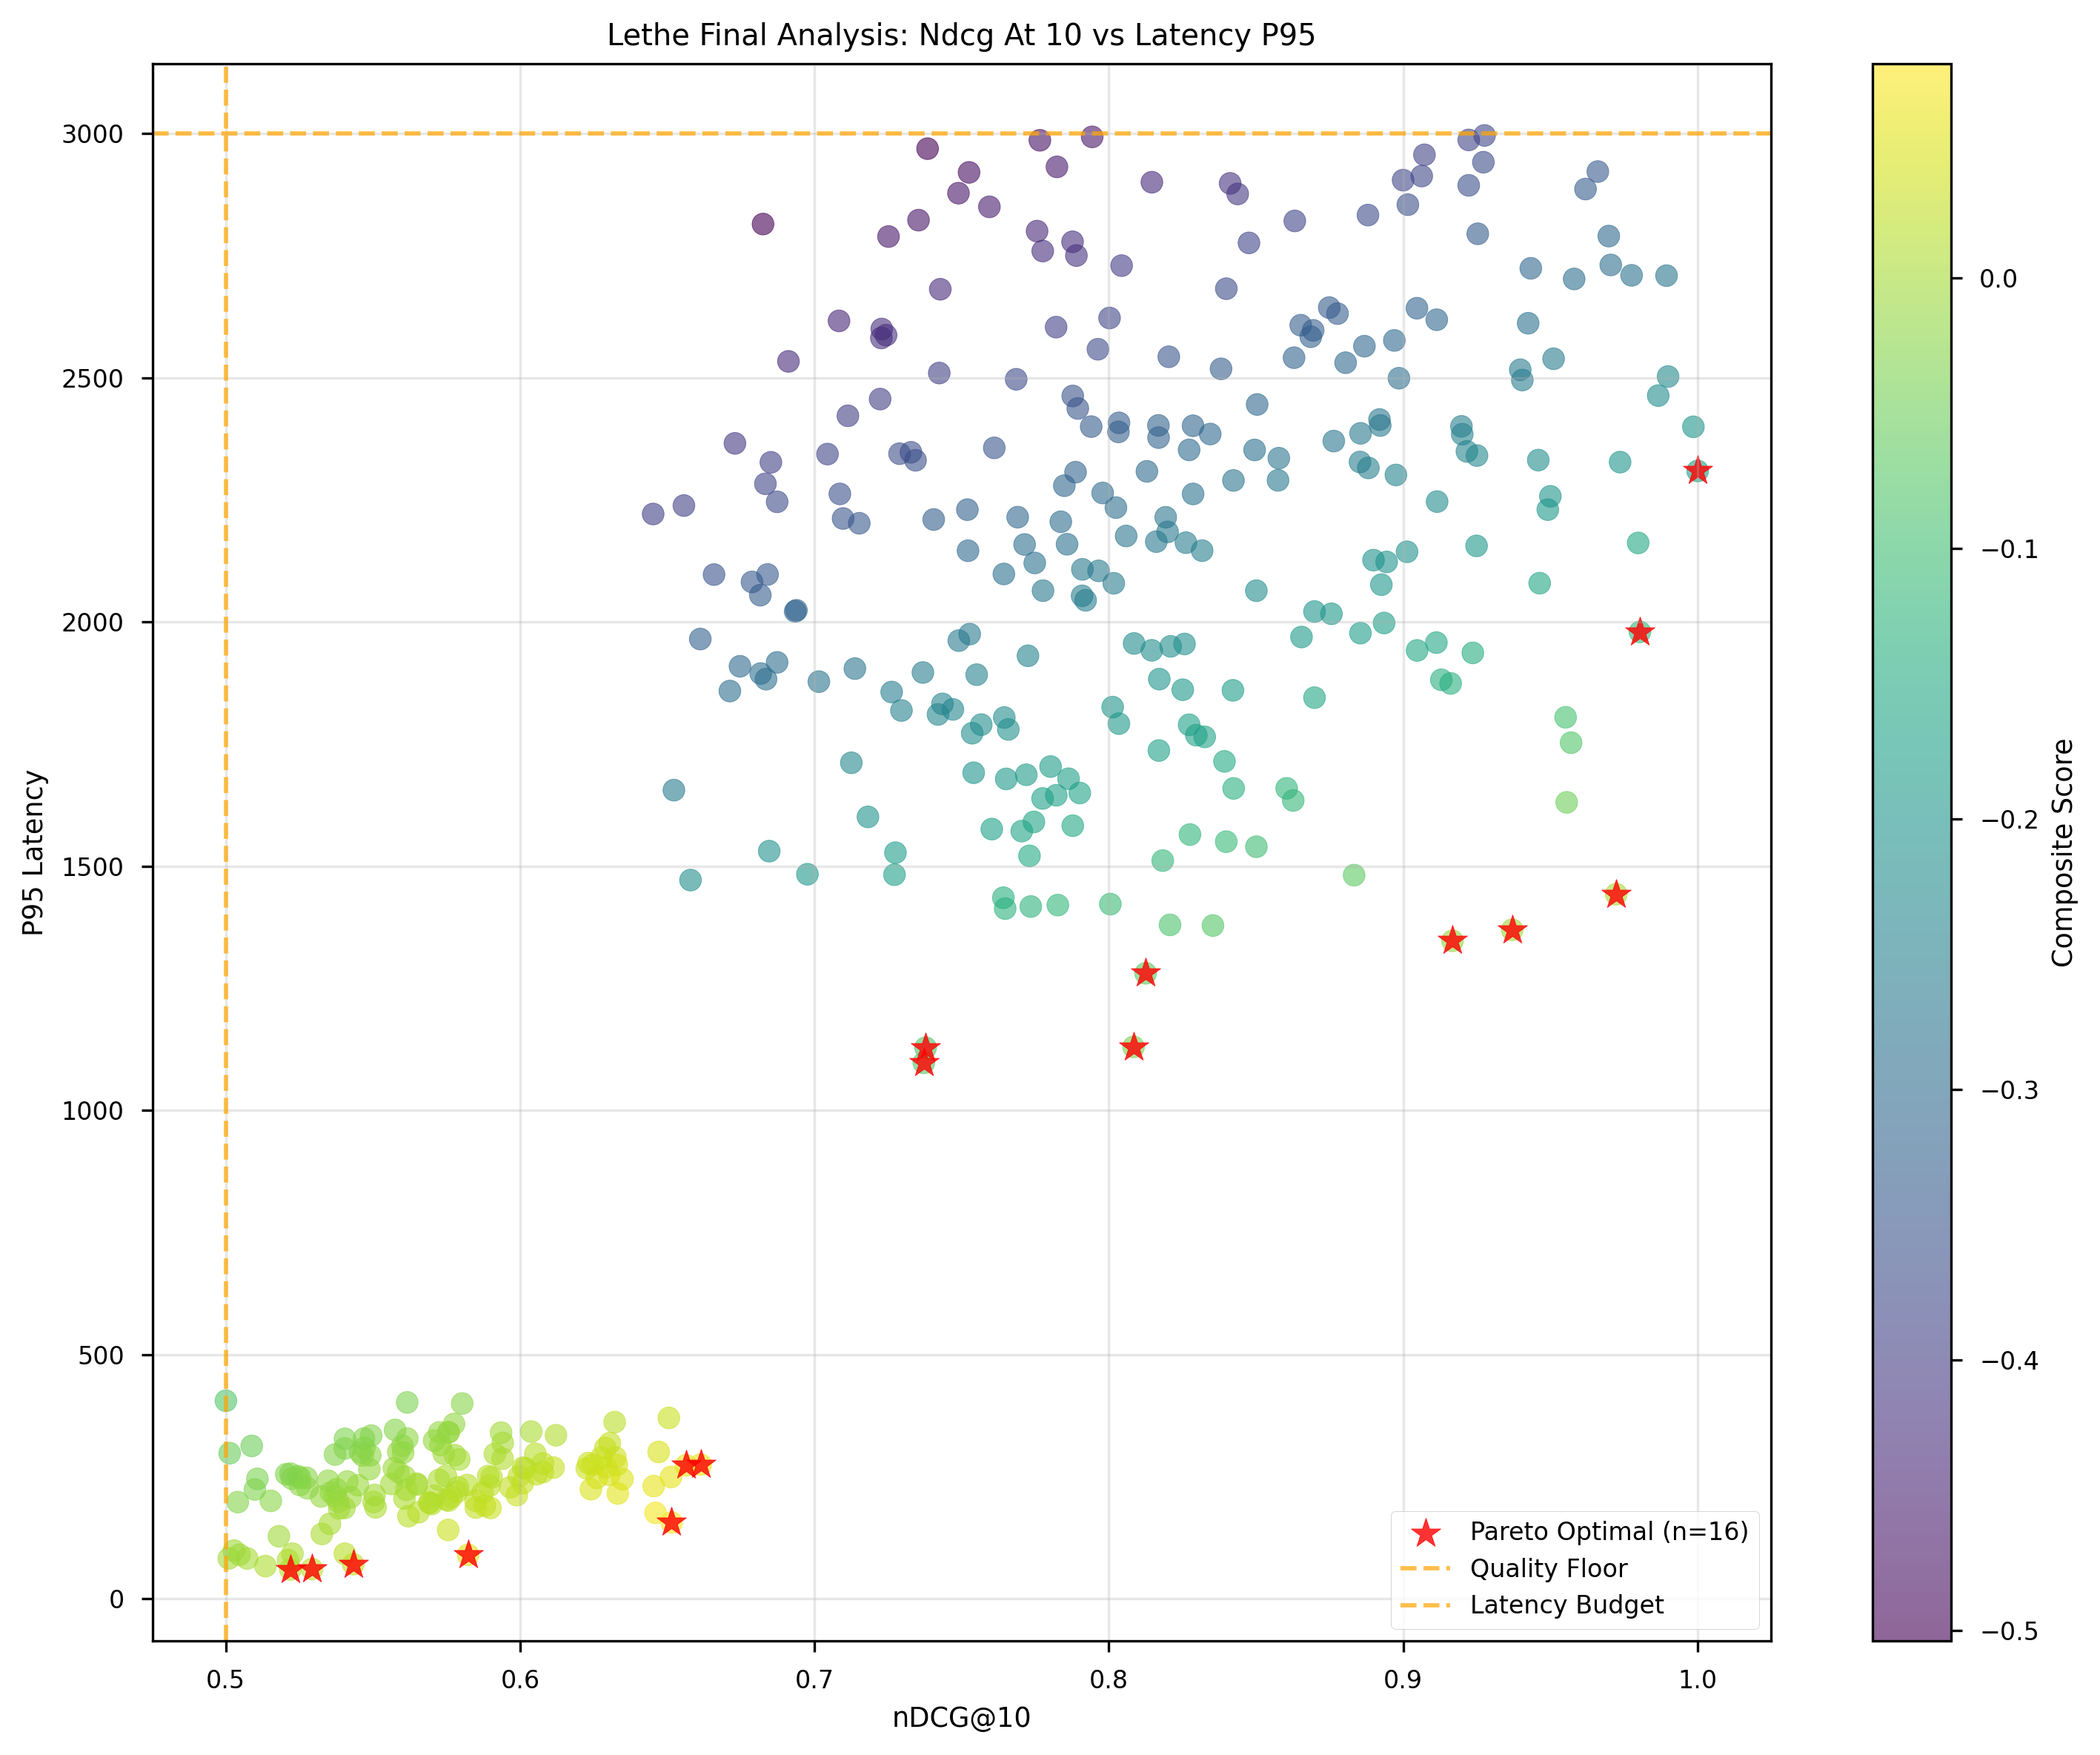 Lethe Final Analysis: Ndcg At 10 vs Latency P95
P95 Latency
3000
2500
2000
1500
1000
500
0
0.5
0.6
0.7
0.8
0.9
1.0
nDCG@10
Pareto Optimal (n=16)
Quality Floor
Latency Budget
0.0
−0.1
−0.2
−0.3
−0.4
−0.5
Composite Score